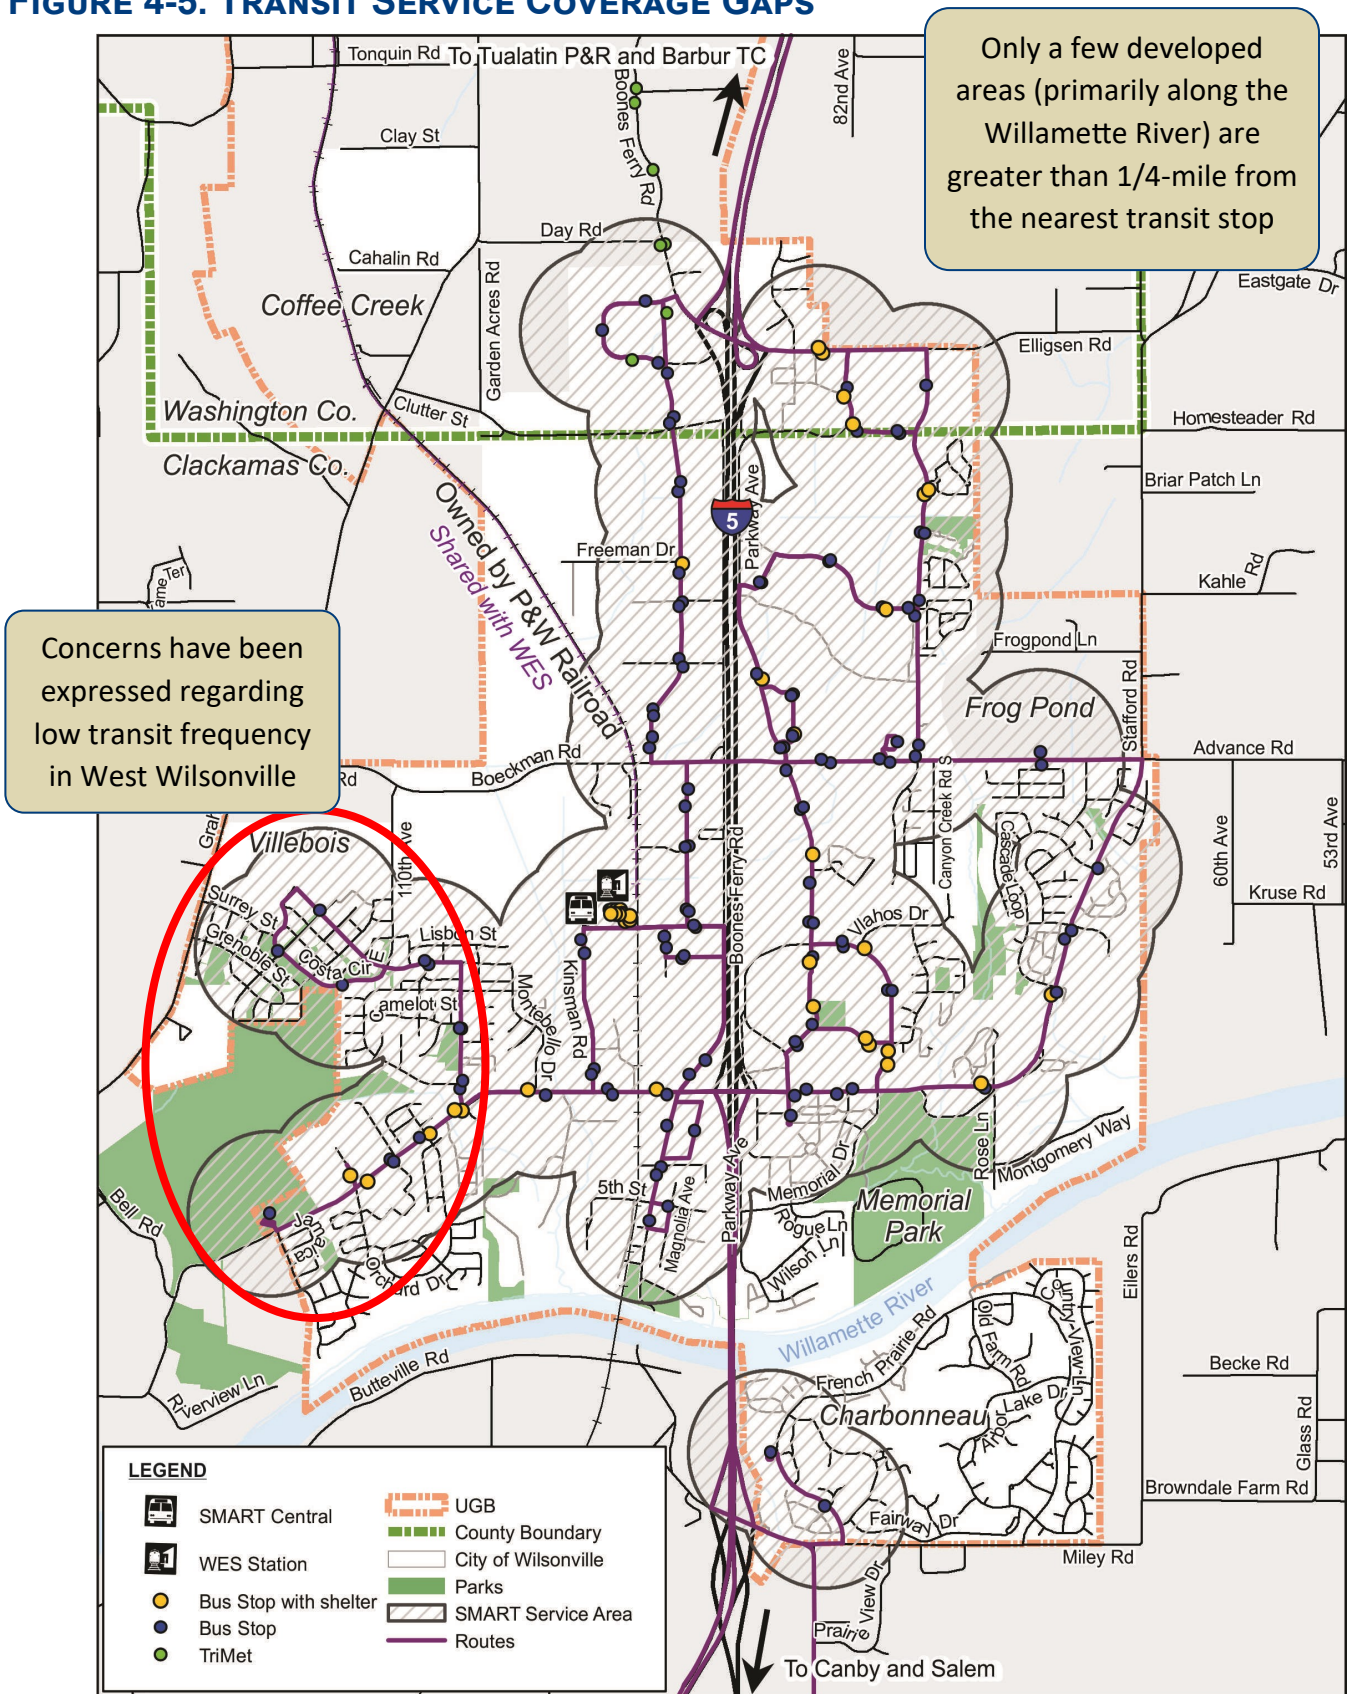 FIGURE 4-5. TRANSIT SERVICE COVERAGE GAPS
Only a few developed
areas (primarily along the
Willamette River) are
greater than 1/4-mile from
the nearest transit stop
Tonquin Rd
To Tualatin P&R and Barbur TC
82nd Ave
Boones Ferry Rd
Clay St
Day Rd
Cahalin Rd
Coffee Creek
Garden Acres Rd
Eastgate Dr
Elligsen Rd
Washington Co.
Clutter St
Homesteader Rd
Clackamas Co.
Briar Patch Ln
Owned by P&W Railroad
Shared with WES
Parkway Ave
5
Freeman Dr
Kahle Rd
Ter
Frogpond Ln
Concerns have been
expressed regarding
low transit frequency
in West Wilsonville
Frog Pond
Stafford Rd
Advance Rd
Rd
Boeckman Rd
Villebois
110th Ave
Boones Ferry Rd
Canyon Creek Rd S
Cascade Loop
60th Ave
53rd Ave
Kruse Rd
Surrey St
Grenoble St
Costa Cir E
Lisbon St
Vlahos Dr
Camelot St
Montebello Dr
Kinsman Rd
Rose Ln
Montgomery Way
Memorial Dr
Memorial
Park
5th St
Magnolia Ave
Parkway Ave
Rogue Ln
Wilson Ln
Bell Rd
Jamaica
Orchard Dr
Eilers Rd
Willamette River
Country View Ln
Old Farm Rd
French Prairie Rd
Butteville Rd
Riverview Ln
Becke Rd
Lake Dr
Arbor
Charbonneau
Glass Rd
Browndale Farm Rd
Fairway Dr
Miley Rd
Prairie View Dr
To Canby and Salem
LEGEND
SMART Central
WES Station
Bus Stop with shelter
Bus Stop
TriMet
UGB
County Boundary
City of Wilsonville
Parks
SMART Service Area
Routes